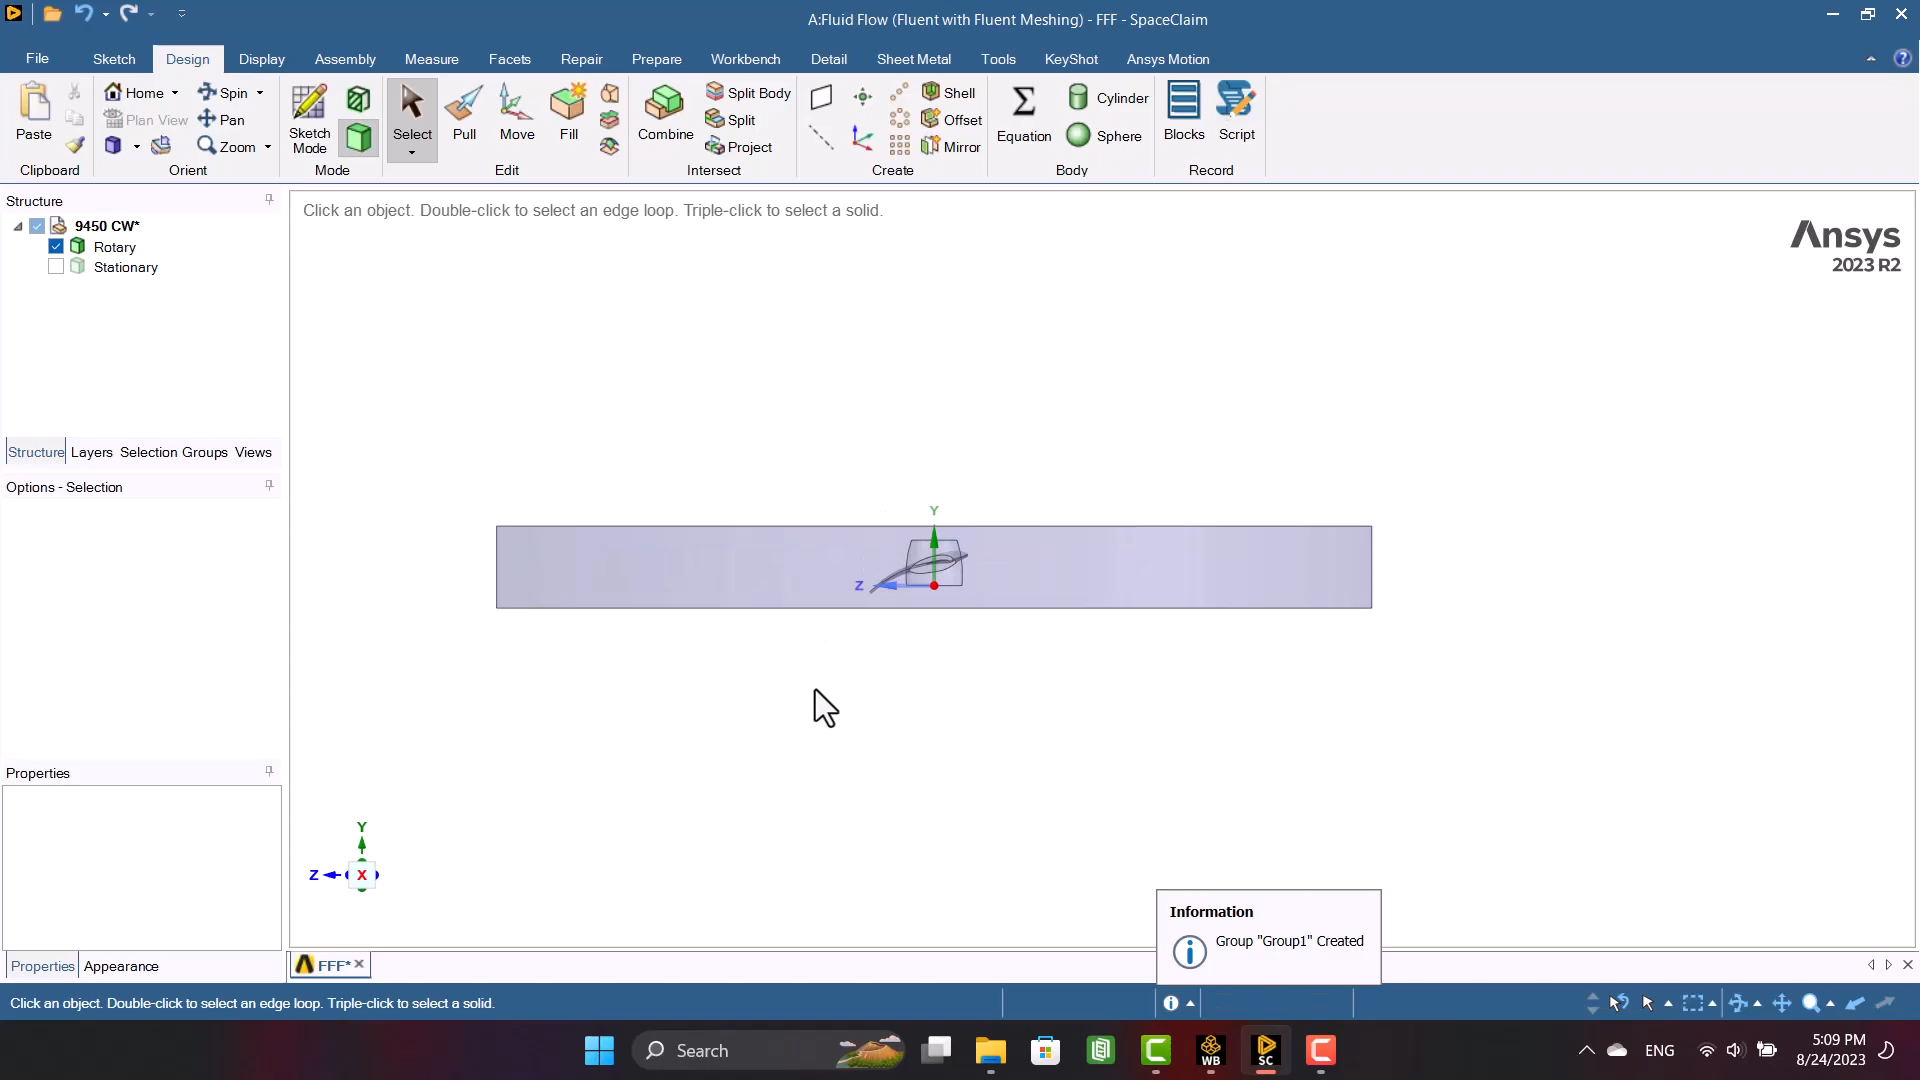 A:Fluid Flow (Fluent with Fluent Meshing) - FFF - SpaceClaim
File Sketch Design Display Assembly Measure Facets Repair Prepare Workbench Detail Sheet Metal Tools KeyShot Ansys Motion
Paste
Clipboard
Home
Plan View
Spin
Pan
Zoom
Orient
Sketch
Mode
Mode
Select
Pull
Move
Fill
Edit
Combine
Split Body
Split
Project
Intersect
Shell
Offset
Mirror
Create
Equation
Cylinder
Sphere
Body
Blocks
Script
Record
Structure
9450 CW*
Rotary
Stationary
Structure Layers Selection Groups Views
Options - Selection
Properties
Properties Appearance
Click an object. Double-click to select an edge loop. Triple-click to select a solid.
Ansys
2023 R2
Y
Z
Y
Z
X
Information
Group "Group1" Created
FFF*
Click an object. Double-click to select an edge loop. Triple-click to select a solid.
Search
WB
SC
ENG
5:09 PM
8/24/2023